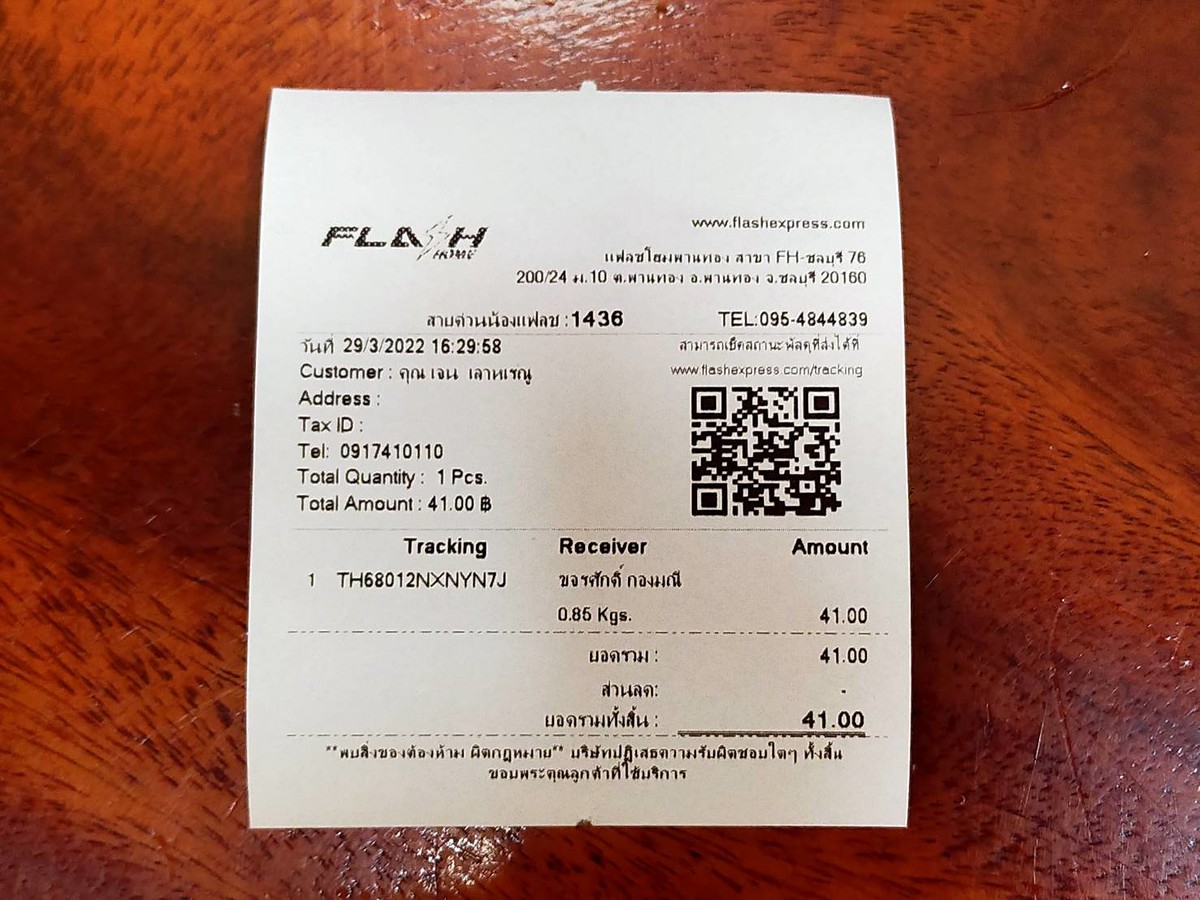 FLASH HOME
www.flashexpress.com
แฟลชโฮมพานทอง สาขา FH-ชลบุรี 76
200/24 ม.10 ต.พานทอง อ.พานทอง จ.ชลบุรี 20160
สายด่วนน้องแฟลช :1436 TEL:095-4844839
วันที่ 29/3/2022 16:29:58
สามารถเช็คสถานะพัสดุที่ส่งได้ที่
Customer : คุณ เจน เลาหเรณู
www.flashexpress.com/tracking
Address :
Tax ID :
Tel: 0917410110
Total Quantity : 1 Pcs.
Total Amount : 41.00 ฿
Tracking Receiver Amount
1 TH68012NXNYN7J ขจรศักดิ์ กองมณี
0.85 Kgs. 41.00
ยอดรวม : 41.00
ส่วนลด: -
ยอดรวมทั้งสิ้น : 41.00
**พบสิ่งของต้องห้าม ผิดกฎหมาย** บริษัทปฏิเสธความรับผิดชอบใดๆ ทั้งสิ้น
ขอบพระคุณลูกค้าที่ใช้บริการ